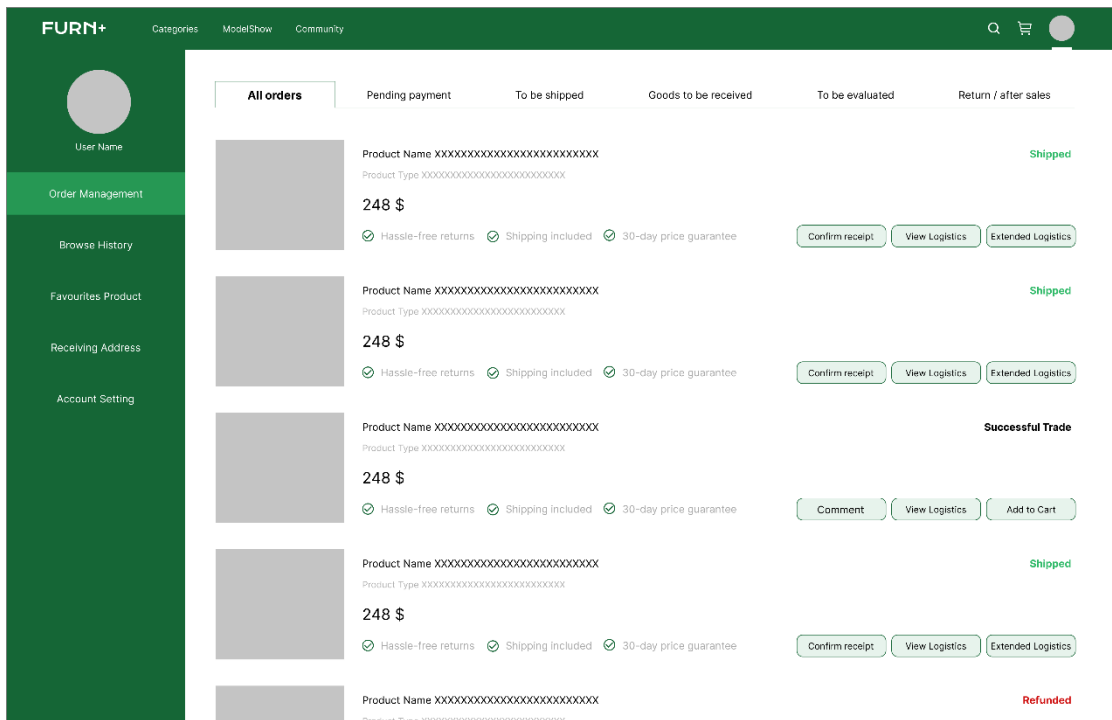 FURN+ Categories ModelShow Community
User Name
Order Management
Browse History
Favourites Product
Receiving Address
Account Setting
All orders Pending payment To be shipped Goods to be received To be evaluated Return / after sales
Product Name XXXXXXXXXXXXXXXXXXXXXXXXX Shipped
Product Type XXXXXXXXXXXXXXXXXXXXXXXXX
248 $
Hassle-free returns Shipping included 30-day price guarantee Confirm receipt View Logistics Extended Logistics
Product Name XXXXXXXXXXXXXXXXXXXXXXXXX Shipped
Product Type XXXXXXXXXXXXXXXXXXXXXXXXX
248 $
Hassle-free returns Shipping included 30-day price guarantee Confirm receipt View Logistics Extended Logistics
Product Name XXXXXXXXXXXXXXXXXXXXXXXXX Successful Trade
Product Type XXXXXXXXXXXXXXXXXXXXXXXXX
248 $
Hassle-free returns Shipping included 30-day price guarantee Comment View Logistics Add to Cart
Product Name XXXXXXXXXXXXXXXXXXXXXXXXX Shipped
Product Type XXXXXXXXXXXXXXXXXXXXXXXXX
248 $
Hassle-free returns Shipping included 30-day price guarantee Confirm receipt View Logistics Extended Logistics
Product Name XXXXXXXXXXXXXXXXXXXXXXXXX Refunded
Product Type XXXXXXXXXXXXXXXXXXXXXXXXX